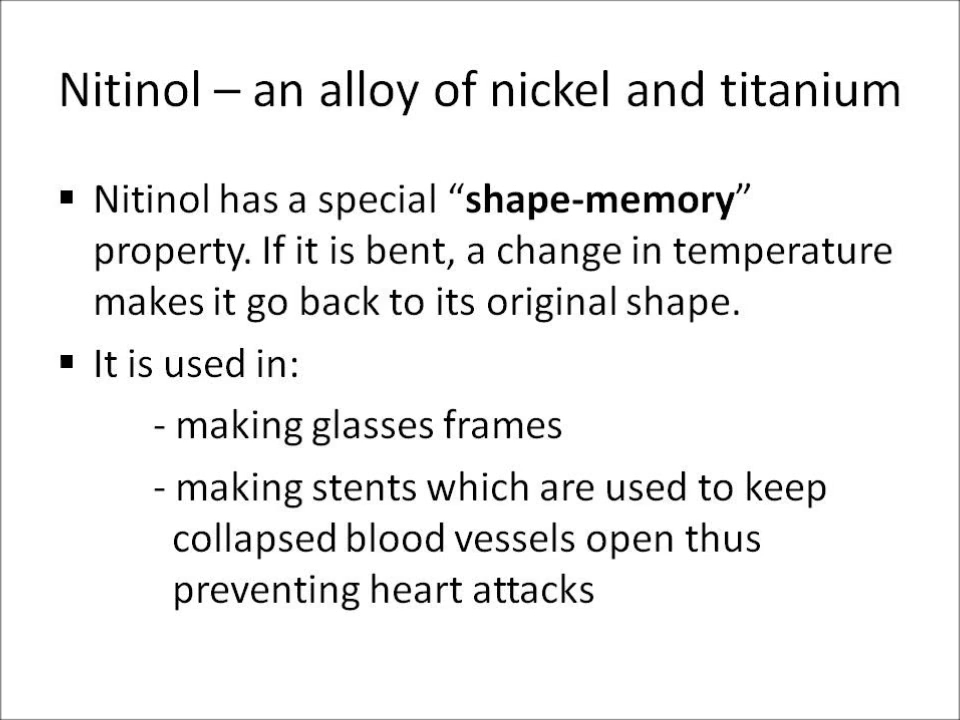 Nitinol – an alloy of nickel and titanium
▪ Nitinol has a special “shape-memory”
property. If it is bent, a change in temperature
makes it go back to its original shape.
▪ It is used in:
- making glasses frames
- making stents which are used to keep
collapsed blood vessels open thus
preventing heart attacks